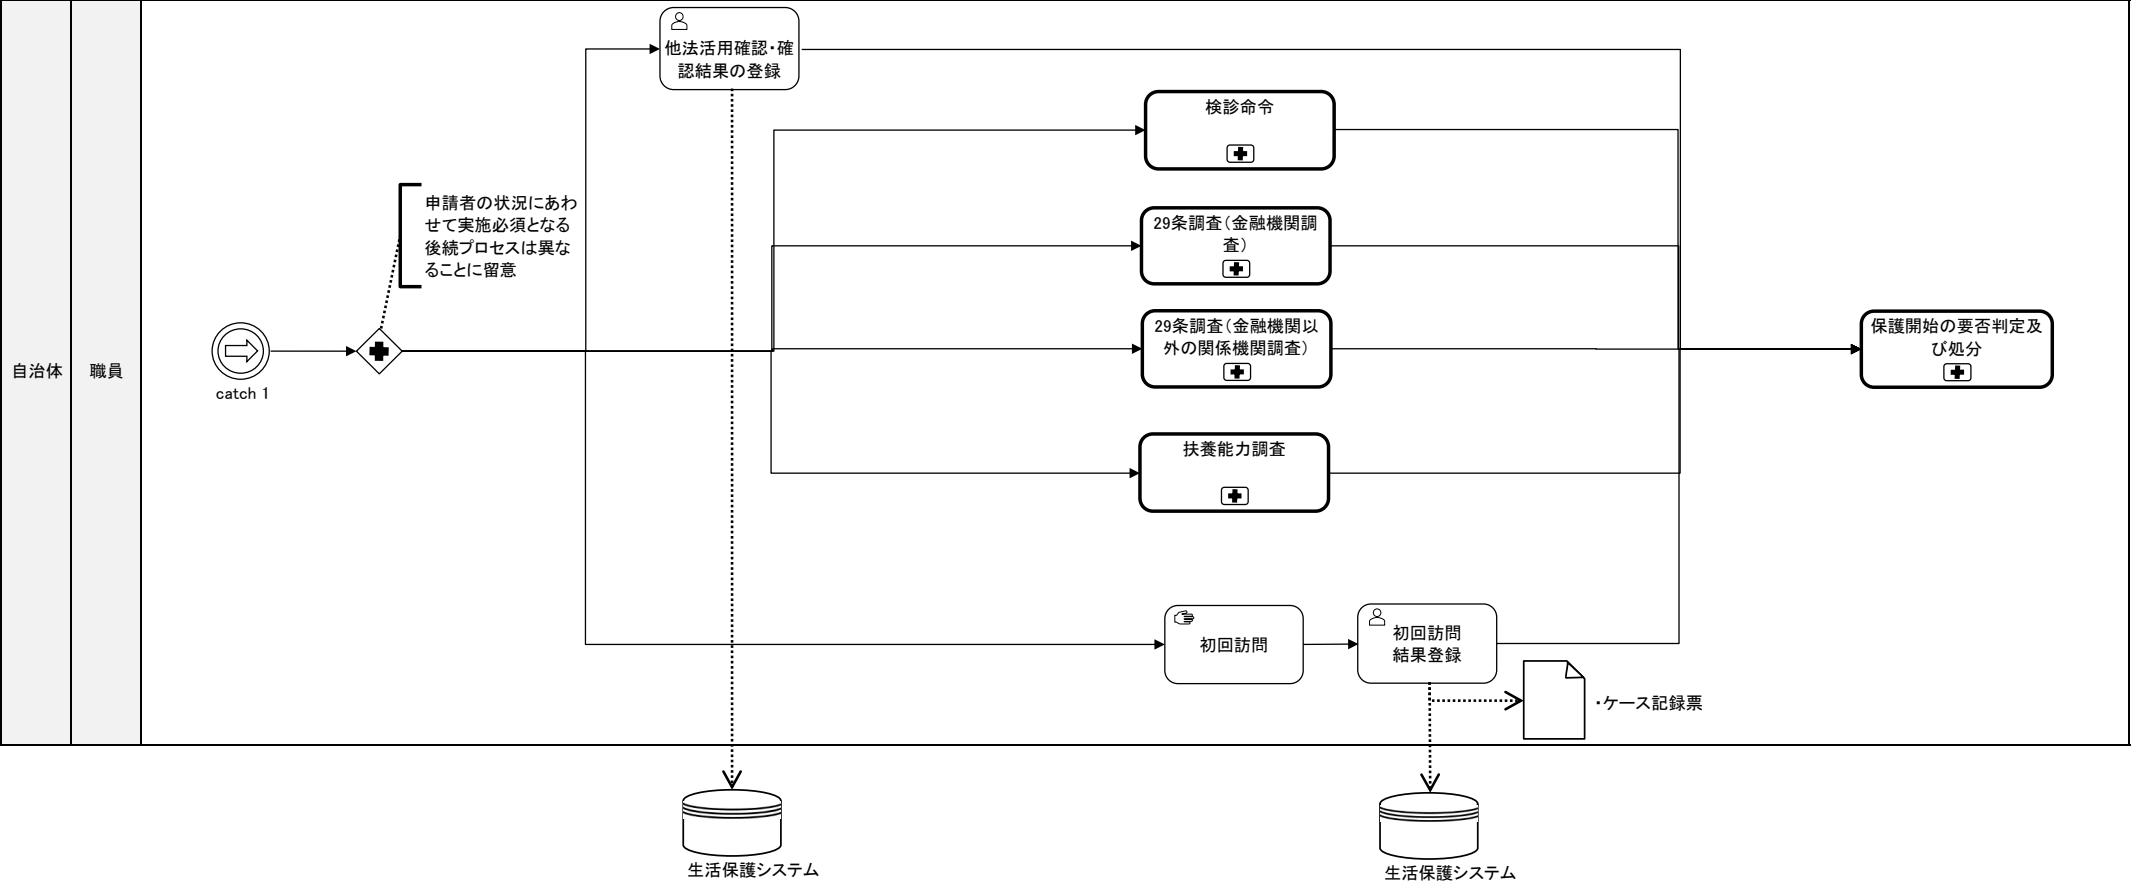 自治体
職員
catch 1
申請者の状況にあわ
せて実施必須となる
後続プロセスは異な
ることに留意
他法活用確認・確
認結果の登録
検診命令
29条調査(金融機関調
査)
29条調査(金融機関以
外の関係機関調査)
扶養能力調査
初回訪問
初回訪問
結果登録
・ケース記録票
保護開始の要否判定及
び処分
生活保護システム
生活保護システム